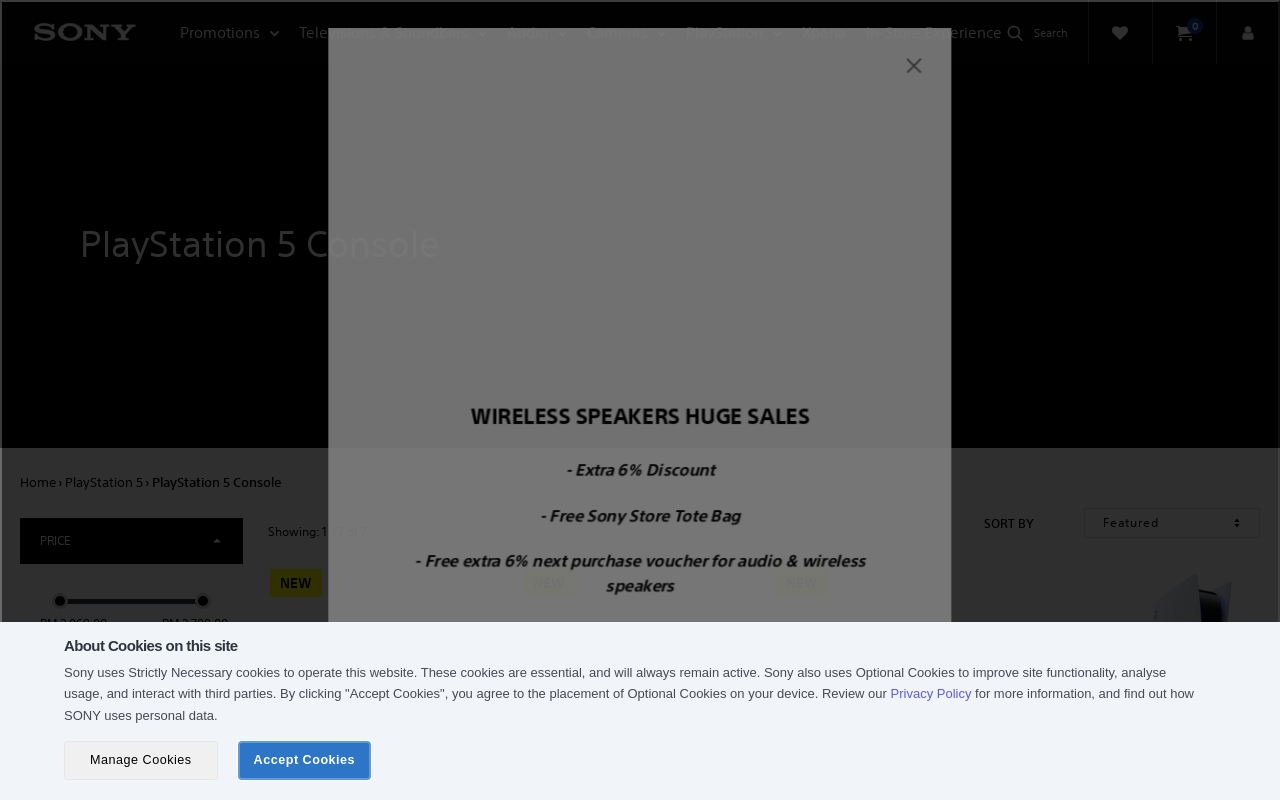 SONY
Promotions
Televisions & Soundbars
Audio
Cameras
PlayStation
Xperia
In-Store Experience
Search
0
PlayStation 5 Console
WIRELESS SPEAKERS HUGE SALES
- Extra 6% Discount
- Free Sony Store Tote Bag
- Free extra 6% next purchase voucher for audio & wireless
speakers
Home › PlayStation 5 › PlayStation 5 Console
PRICE
Showing: 1
SORT BY
Featured
NEW
NEW
NEW
About Cookies on this site
Sony uses Strictly Necessary cookies to operate this website. These cookies are essential, and will always remain active. Sony also uses Optional Cookies to improve site functionality, analyse
usage, and interact with third parties. By clicking "Accept Cookies", you agree to the placement of Optional Cookies on your device. Review our Privacy Policy for more information, and find out how
SONY uses personal data.
Manage Cookies
Accept Cookies